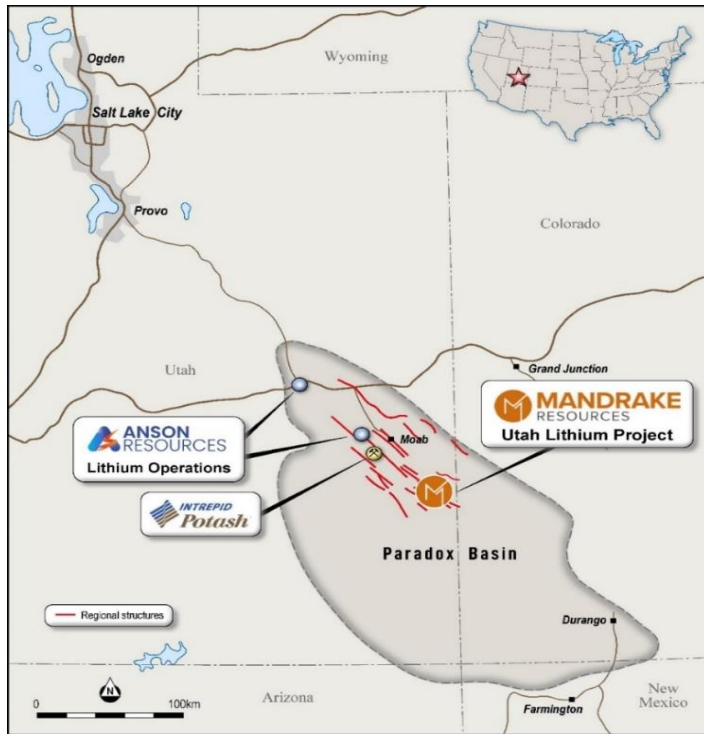 Ogden
Salt Lake City
Provo
Wyoming
Colorado
Utah
Grand Junction
ANSON
RESOURCES
Lithium Operations
Moab
MANDRAKE
RESOURCES
Utah Lithium Project
INTREPID
Potash
Paradox Basin
Regional structures
Durango
N
0 100km
Arizona
New
Mexico
Farmington